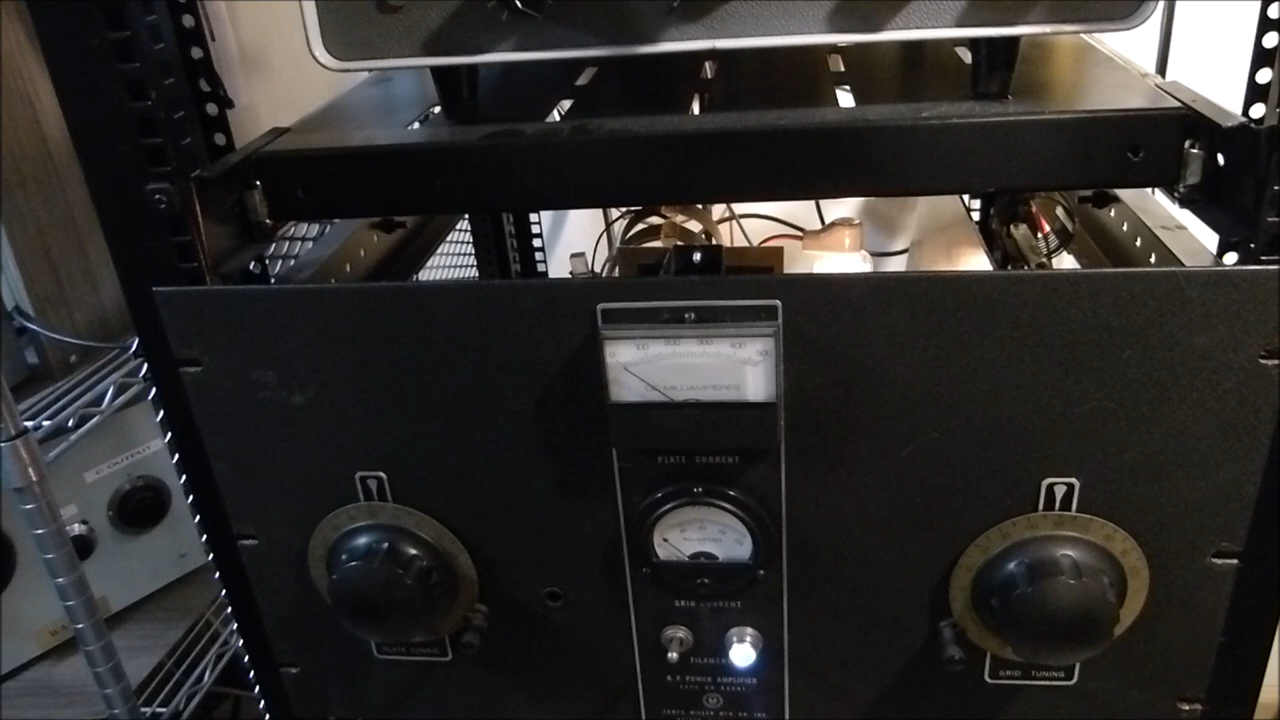 0 100 200 300 400 500
DC MILLIAMPERES
PLATE CURRENT
C OUTPUT
MILLIAMPERES
GRID CURRENT
PLATE TUNING
GRID TUNING
R.F. POWER AMPLIFIER